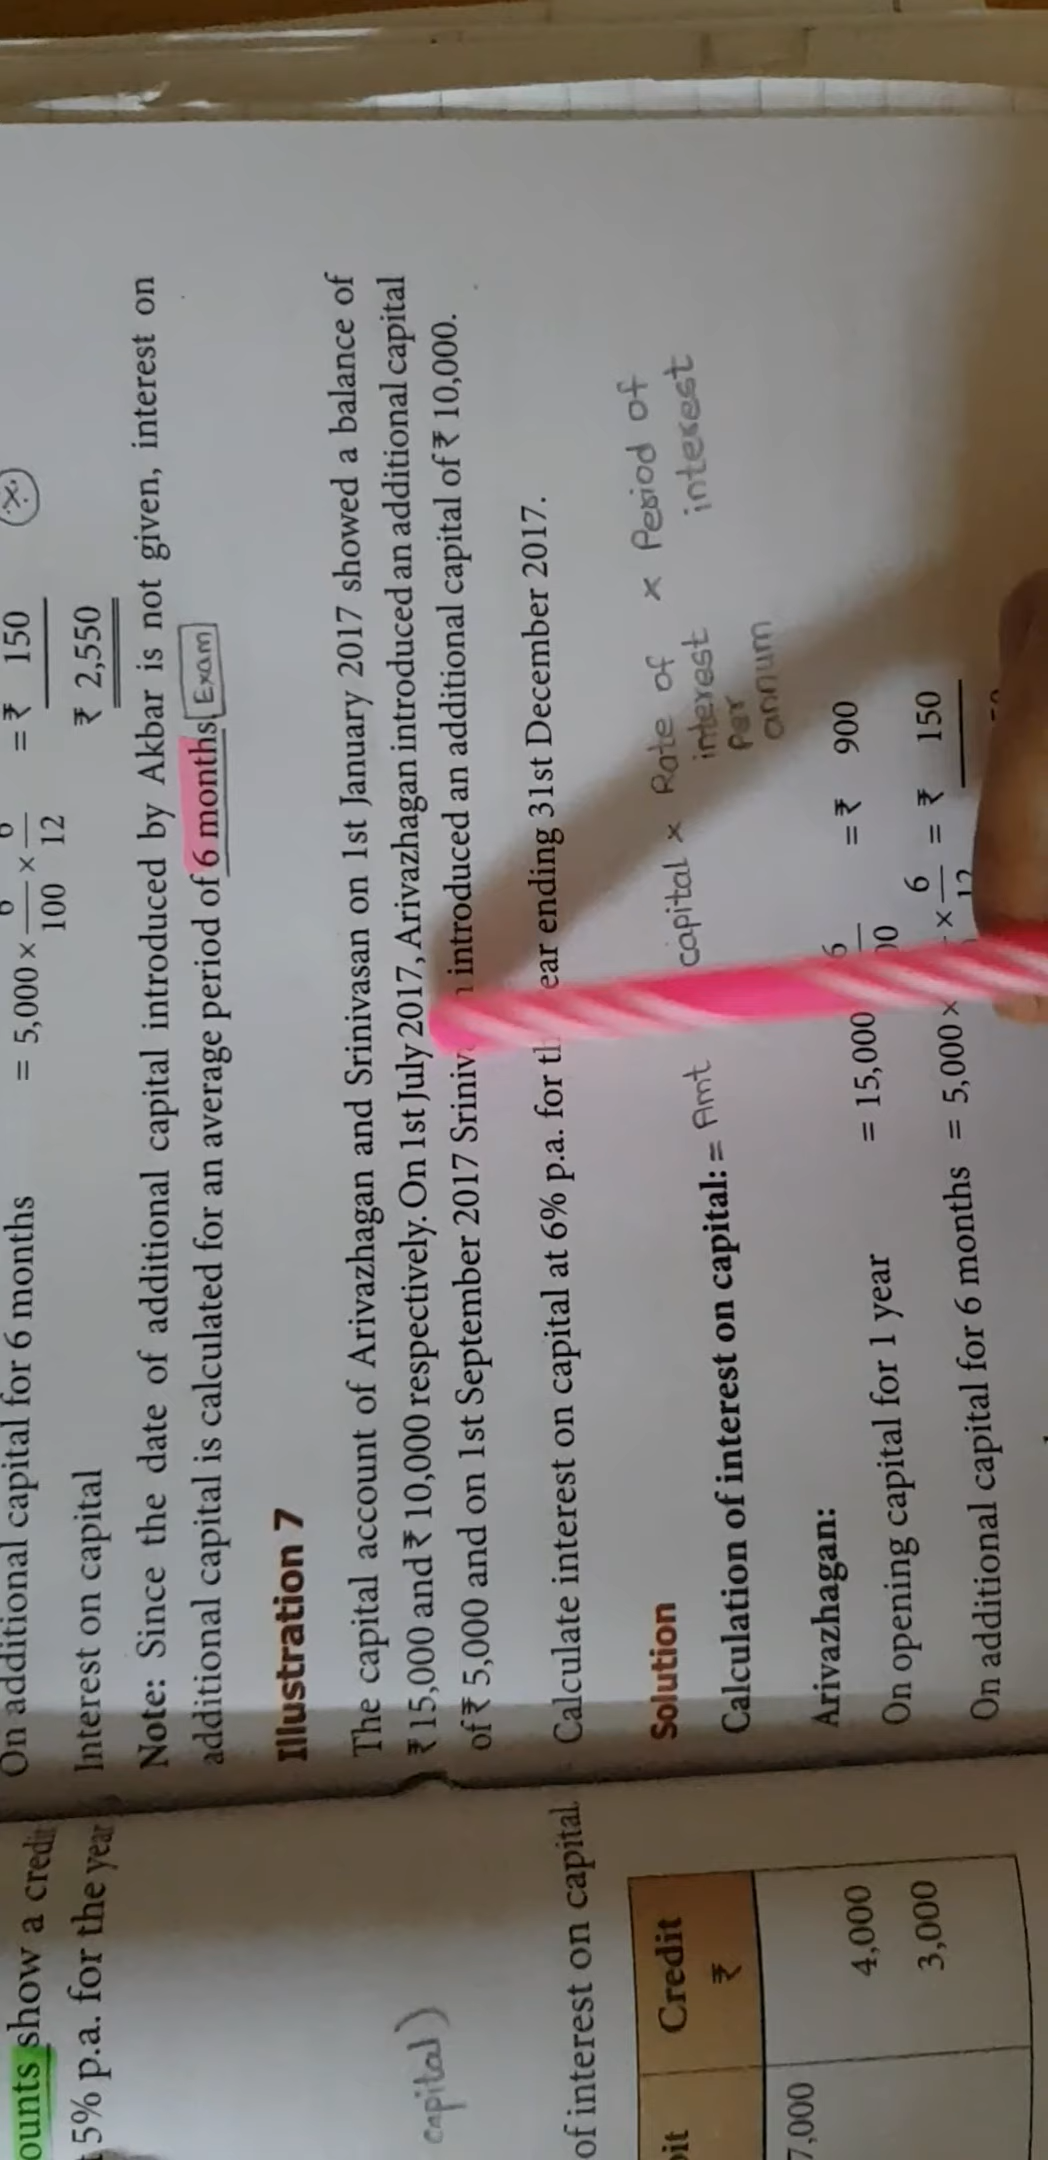 On additional capital for 6 months = 5,000 × 6/100 × 6/12 = ₹ 150
Interest on capital ₹ 2,550
Note: Since the date of additional capital introduced by Akbar is not given, interest on
additional capital is calculated for an average period of 6 months. Exam
Illustration 7
The capital account of Arivazhagan and Srinivasan on 1st January 2017 showed a balance of
₹ 15,000 and ₹ 10,000 respectively. On 1st July 2017, Arivazhagan introduced an additional capital
of ₹ 5,000 and on 1st September 2017 introduced an additional capital of ₹ 10,000.
Calculate interest on capital at 6% p.a. for ear ending 31st December 2017.
Solution
Calculation of interest on capital: = Amt capital × Rate of interest per annum × Period of interest
Arivazhagan:
On opening capital for 1 year = 15,000 6 00 = ₹ 900
On additional capital for 6 months = 5,000 × × 6/12 = ₹ 150
ounts show a credit
5% p.a. for the year
capital)
of interest on capital
Credit
₹
7,000
4,000
3,000